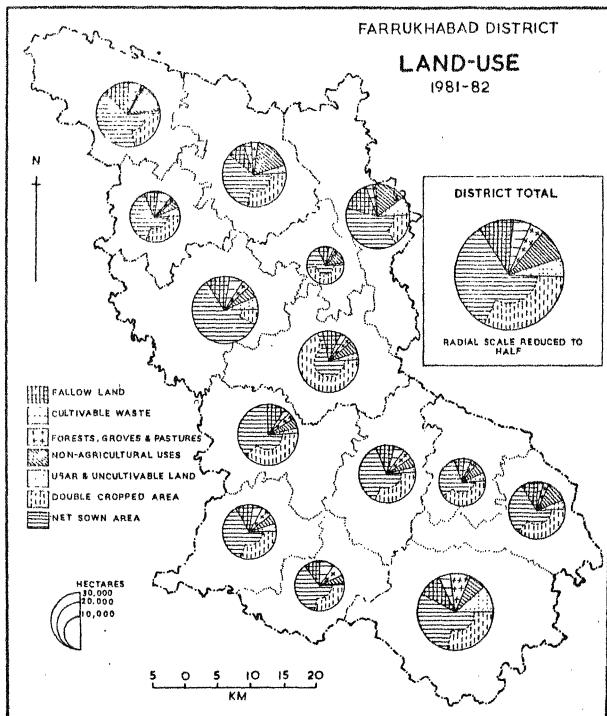 FARRUKHABAD DISTRICT
LAND-USE
1981-82
N
DISTRICT TOTAL
RADIAL SCALE REDUCED TO
HALF
FALLOW LAND
CULTIVABLE WASTE
FORESTS, GROVES & PASTURES
NON-AGRICULTURAL USES
USAR & UNCULTIVABLE LAND
DOUBLE CROPPED AREA
NET SOWN AREA
HECTARES
30,000
20,000
10,000
5 0 5 10 15 20
KM